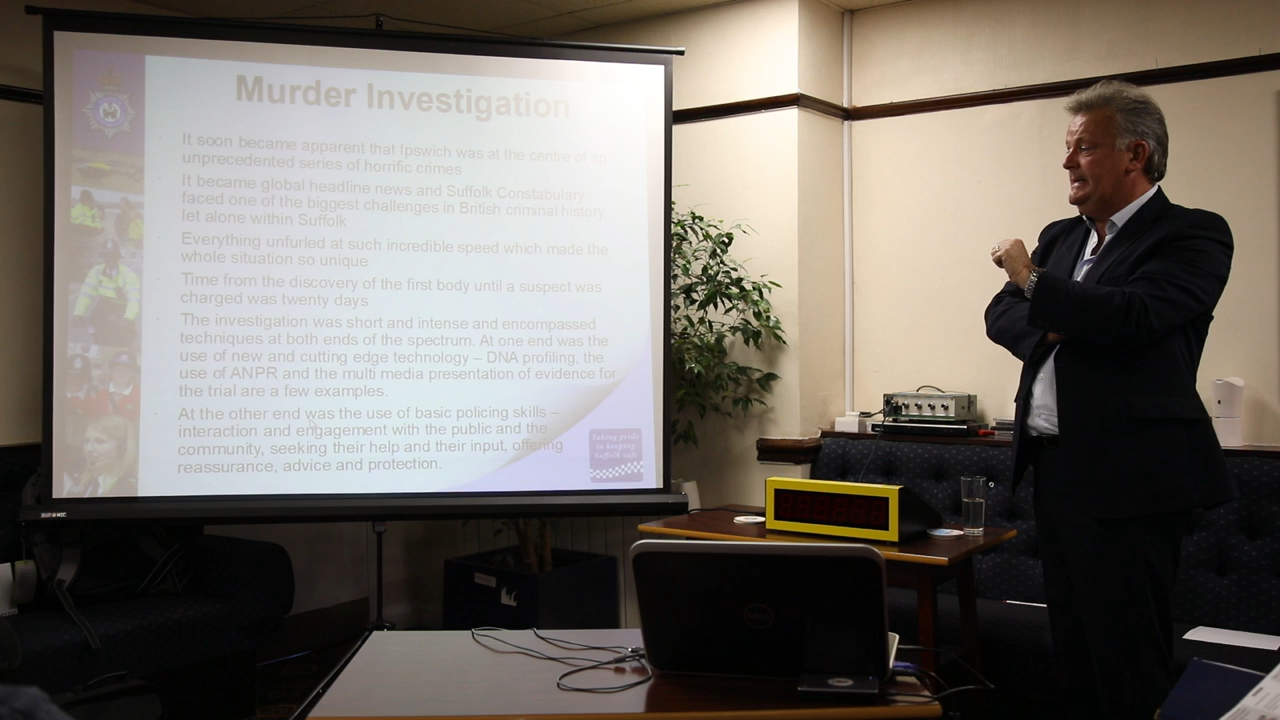 Murder Investigation
It soon became apparent that Ipswich was at the centre of an
unprecedented series of horrific crimes
It became global headline news and Suffolk Constabulary
faced one of the biggest challenges in British criminal history,
let alone within Suffolk
Everything unfurled at such incredible speed which made the
whole situation so unique
Time from the discovery of the first body until a suspect was
charged was twenty days
The investigation was short and intense and encompassed
techniques at both ends of the spectrum. At one end was the
use of new and cutting edge technology – DNA profiling, the
use of ANPR and the multi media presentation of evidence for
the trial are a few examples.
At the other end was the use of basic policing skills –
interaction and engagement with the public and the
community, seeking their help and their input, offering
reassurance, advice and protection.
Taking pride
in keeping
Suffolk safe
DELL